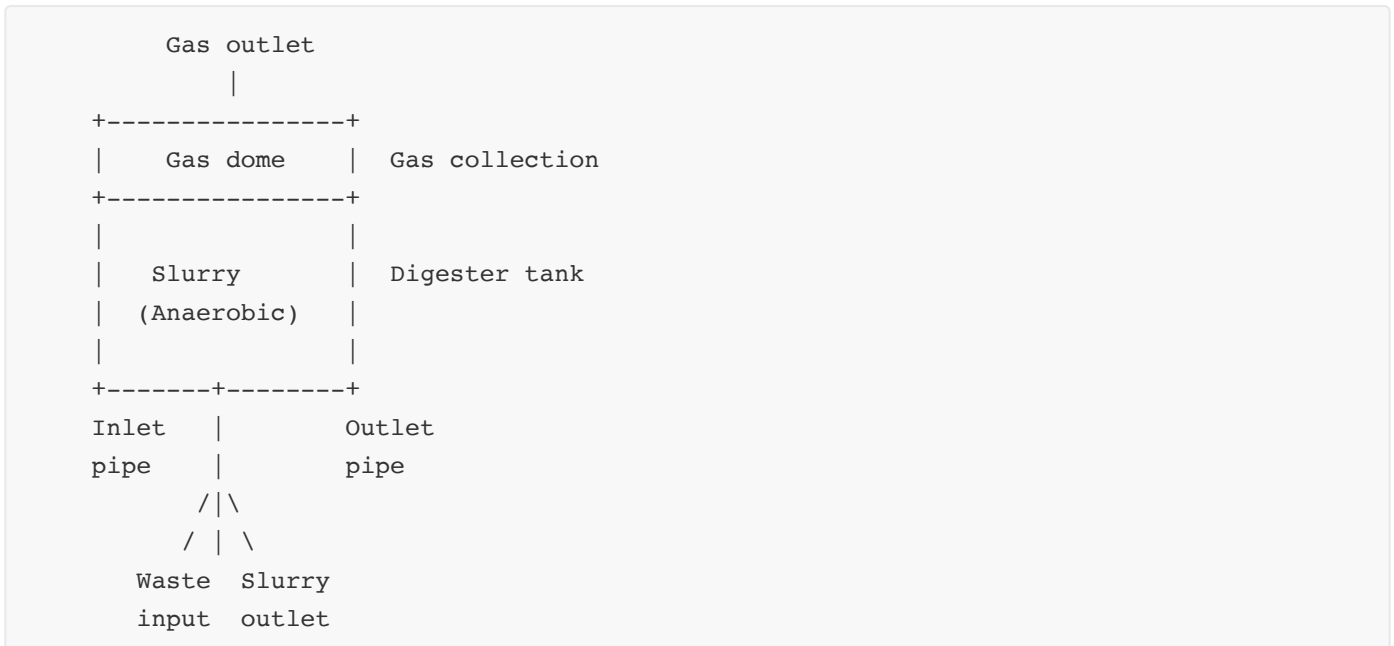 Gas outlet
|
+----------------+
|    Gas dome    |  Gas collection
+----------------+
|                |
|   Slurry       |  Digester tank
|  (Anaerobic)   |
|                |
+-------+--------+
Inlet   |        Outlet
pipe    |        pipe
/|\
/ | \
Waste  Slurry
input  outlet